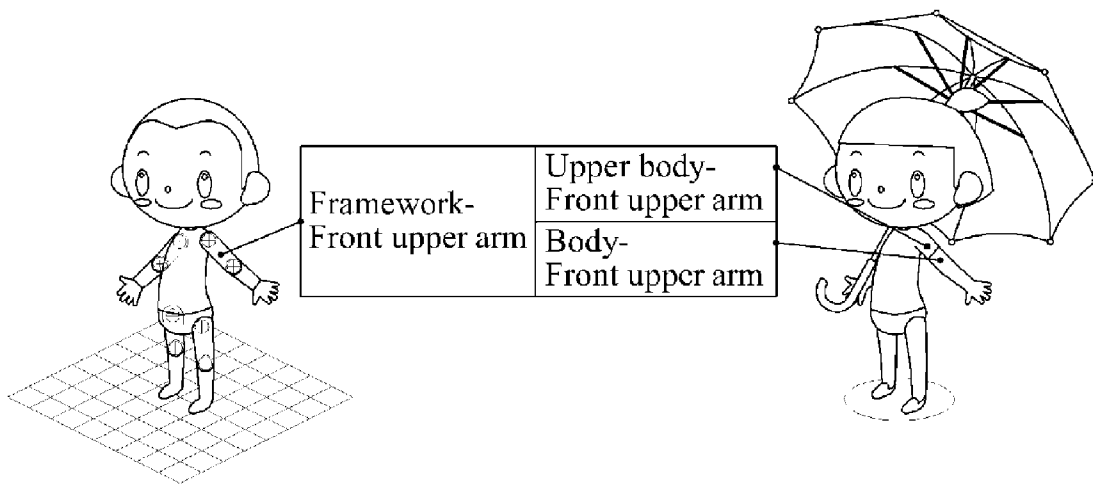 Framework-
Front upper arm
Upper body-
Front upper arm
Body-
Front upper arm